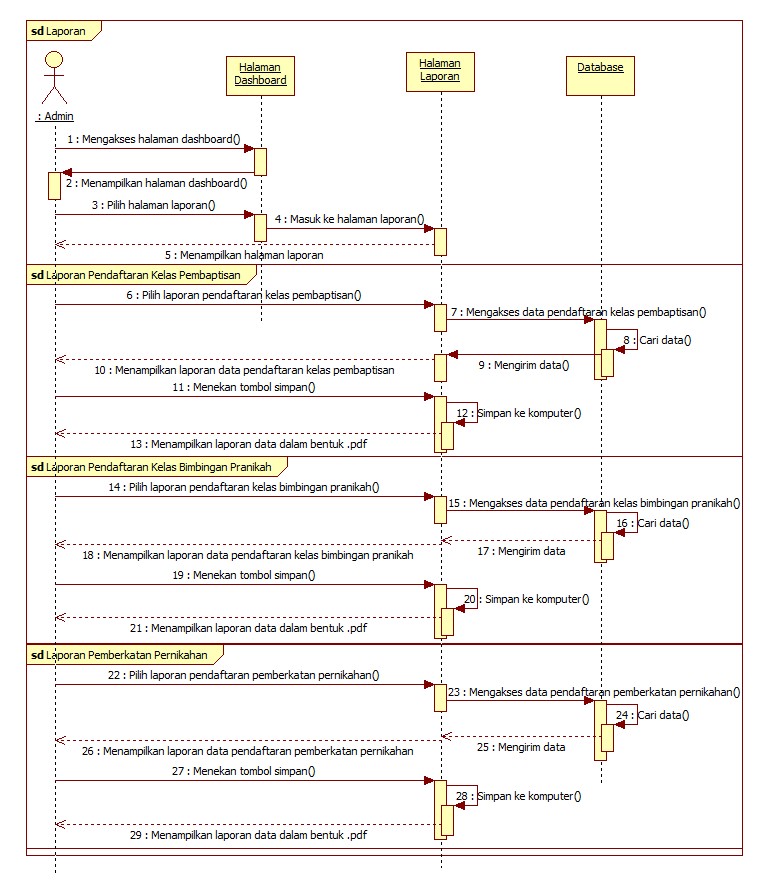 sd Laporan
Halaman
Dashboard
Halaman
Laporan
Database
: Admin
1 : Mengakses halaman dashboard()
2 : Menampilkan halaman dashboard()
3 : Pilih halaman laporan()
4 : Masuk ke halaman laporan()
5 : Menampilkan halaman laporan
sd Laporan Pendaftaran Kelas Pembaptisan
6 : Pilih laporan pendaftaran kelas pembaptisan()
7 : Mengakses data pendaftaran kelas pembaptisan()
8 : Cari data()
9 : Mengirim data()
10 : Menampilkan laporan data pendaftaran kelas pembaptisan
11 : Menekan tombol simpan()
12 : Simpan ke komputer()
13 : Menampilkan laporan data dalam bentuk .pdf
sd Laporan Pendaftaran Kelas Bimbingan Pranikah
14 : Pilih laporan pendaftaran kelas bimbingan pranikah()
15 : Mengakses data pendaftaran kelas bimbingan pranikah()
16 : Cari data()
17 : Mengirim data
18 : Menampilkan laporan data pendaftaran kelas bimbingan pranikah
19 : Menekan tombol simpan()
20 : Simpan ke komputer()
21 : Menampilkan laporan data dalam bentuk .pdf
sd Laporan Pemberkatan Pernikahan
22 : Pilih laporan pendaftaran pemberkatan pernikahan()
23 : Mengakses data pendaftaran pemberkatan pernikahan()
24 : Cari data()
25 : Mengirim data
26 : Menampilkan laporan data pendaftaran pemberkatan pernikahan
27 : Menekan tombol simpan()
28 : Simpan ke komputer()
29 : Menampilkan laporan data dalam bentuk .pdf